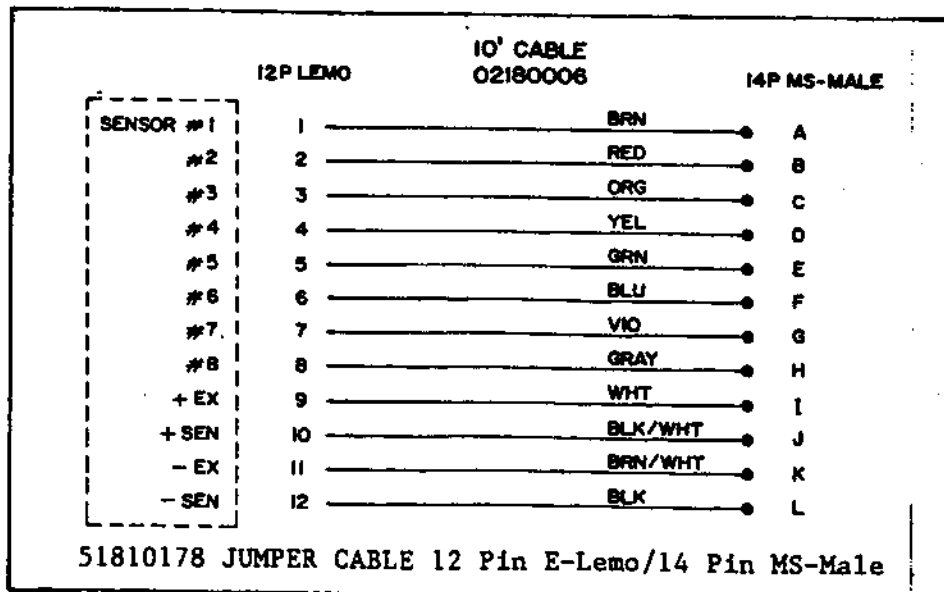 10' CABLE
12P LEMO 02180006 14P MS-MALE
SENSOR #1 1 BRN A
#2 2 RED B
#3 3 ORG C
#4 4 YEL D
#5 5 GRN E
#6 6 BLU F
#7 7 VIO G
#8 8 GRAY H
+ EX 9 WHT I
+ SEN 10 BLK/WHT J
- EX 11 BRN/WHT K
- SEN 12 BLK L
51810178 JUMPER CABLE 12 Pin E-Lemo/14 Pin MS-Male